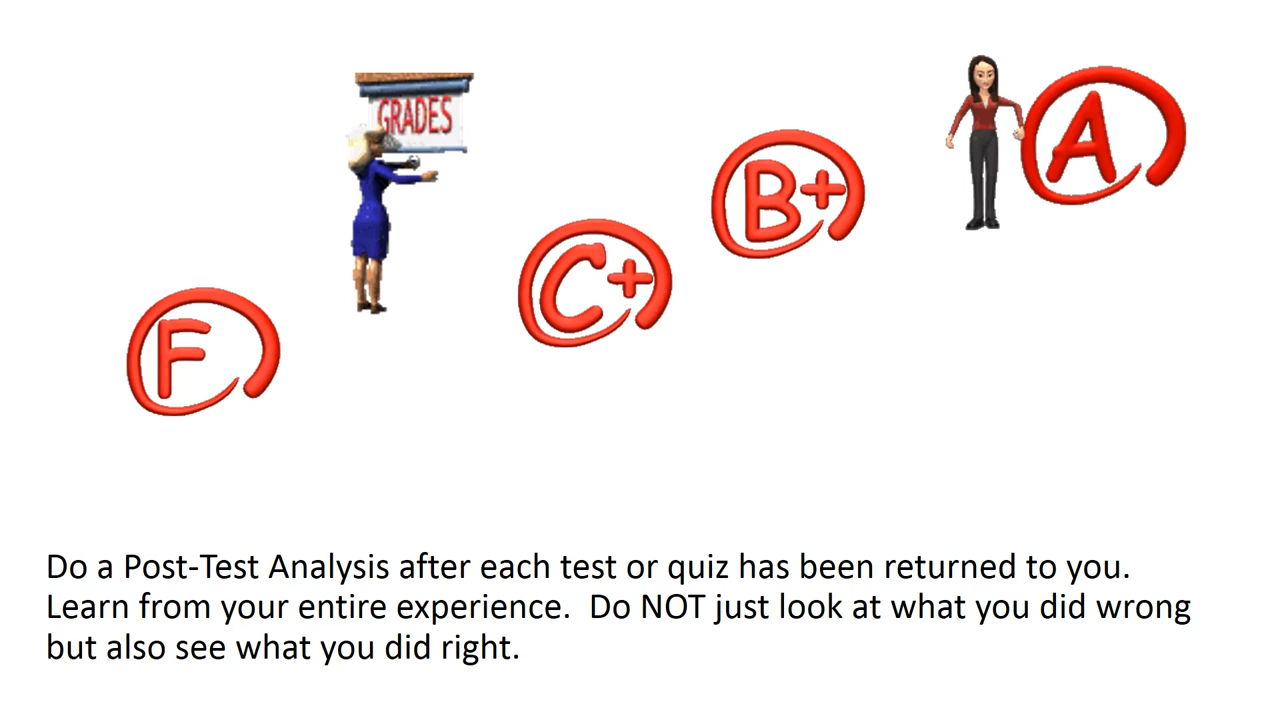 GRADES
A
B+
C+
F
Do a Post-Test Analysis after each test or quiz has been returned to you.
Learn from your entire experience.  Do NOT just look at what you did wrong
but also see what you did right.